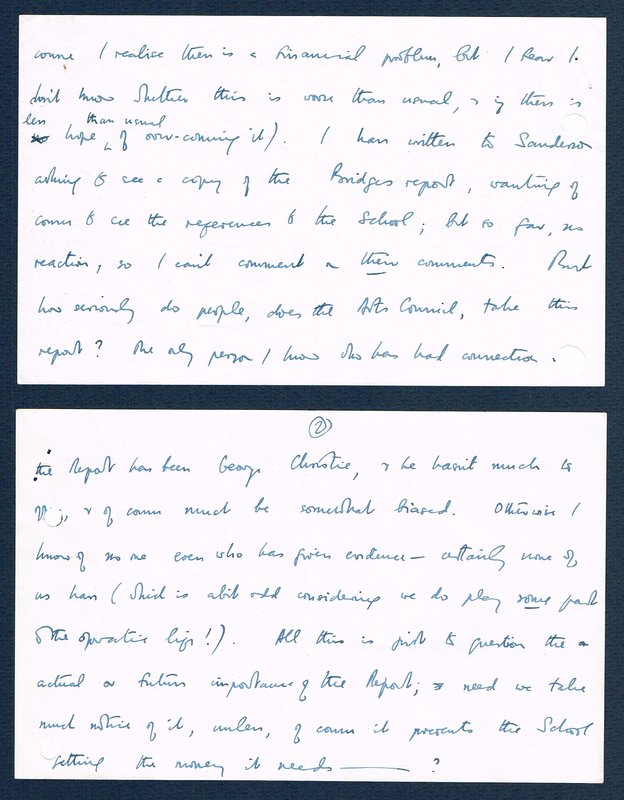 course I realise there is a financial problem, but I fear I
don't know whether this is worse than usual, & if there is
less than usual
hope of over-coming it). I have written to Sanderson
asking to see a copy of the Bridges report, wanting of
course to see the references to the School; but so far, no
reaction, so I can't comment on their comments. But
how seriously do people, does the Arts Council, take this
report? The only person I know who has had connection
②
the Report has been George Christie, & he hasn't much to
& of course must be somewhat biased. Otherwise I
know of no one even who has given evidence — certainly none of
us have (which is a bit odd considering we do play some part
the operatic life!). All this is just to question the
actual or future importance of the Report; need we take
much notice of it, unless, of course it prevents the School
getting the money it needs ——— ?